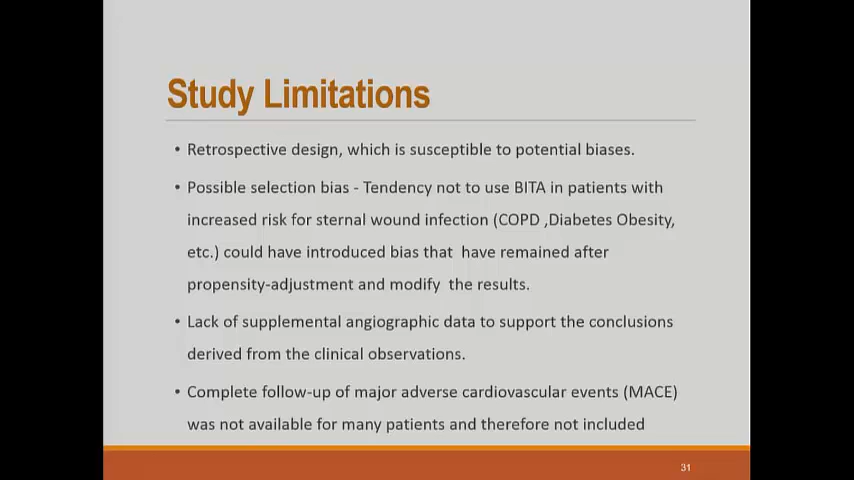 Study Limitations
• Retrospective design, which is susceptible to potential biases.
• Possible selection bias - Tendency not to use BITA in patients with
increased risk for sternal wound infection (COPD ,Diabetes Obesity,
etc.) could have introduced bias that  have remained after
propensity-adjustment and modify  the results.
• Lack of supplemental angiographic data to support the conclusions
derived from the clinical observations.
• Complete follow-up of major adverse cardiovascular events (MACE)
was not available for many patients and therefore not included
31